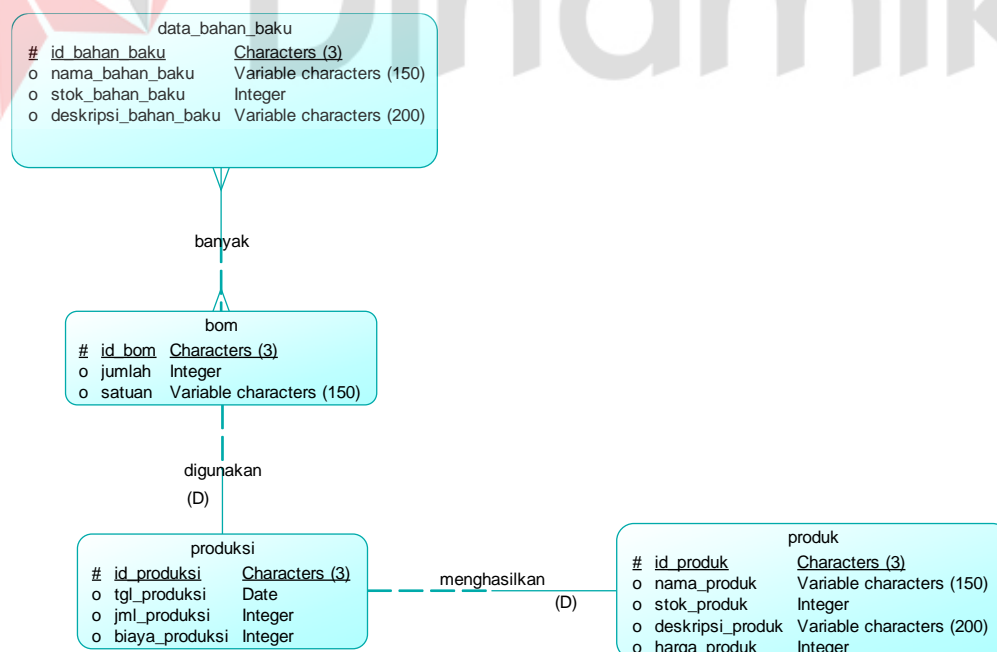 Dinamik
data_bahan_baku
# id_bahan_baku Characters (3)
o nama_bahan_baku Variable characters (150)
o stok_bahan_baku Integer
o deskripsi_bahan_baku Variable characters (200)
banyak
bom
# id_bom Characters (3)
o jumlah Integer
o satuan Variable characters (150)
digunakan
(D)
produksi
# id_produksi Characters (3)
o tgl_produksi Date
o jml_produksi Integer
o biaya_produksi Integer
menghasilkan
(D)
produk
# id_produk Characters (3)
o nama_produk Variable characters (150)
o stok_produk Integer
o deskripsi_produk Variable characters (200)
o harga_produk Integer